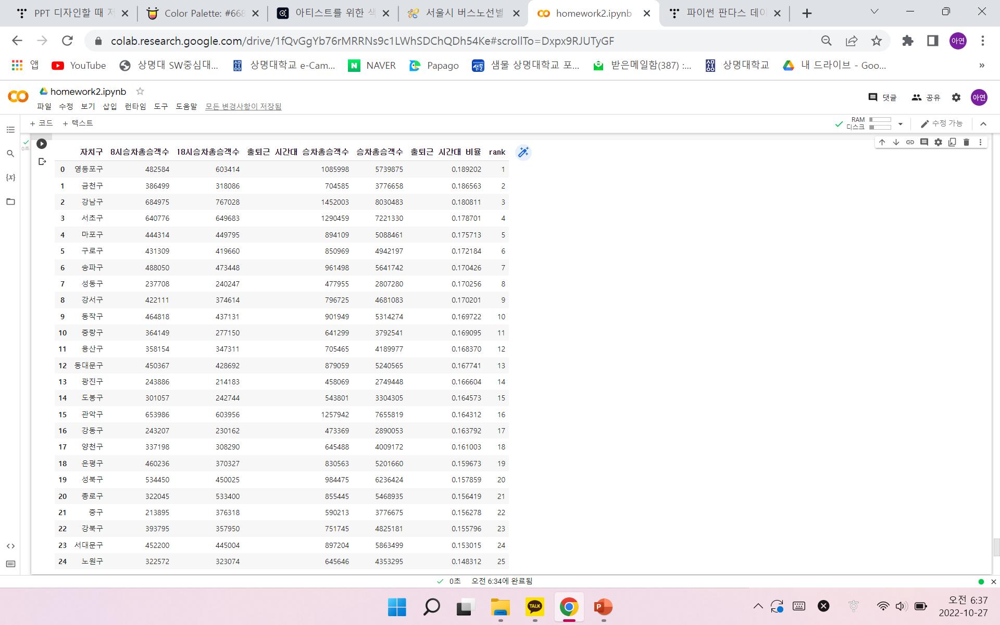 PPT 디자인할 때 저
Color Palette: #668
아티스트를 위한 색
서울시 버스노선별
homework2.ipynb
파이썬 판다스 데이
colab.research.google.com/drive/1fQvGgYb76rMRRNs9c1LWhSDChQDh54Ke#scrollTo=Dxpx9RJUTyGF
아연
앱 YouTube 상명대 SW중심대... 상명대학교 e-Cam... NAVER Papago 샘물 상명대학교 포... 받은메일함(387) :... 상명대학교 내 드라이브 - Goo... »
homework2.ipynb
댓글 공유 아연
파일 수정 보기 삽입 런타임 도구 도움말 모든 변경사항이 저장됨
+ 코드 + 텍스트
RAM
디스크
수정 가능
0초
{x}
자치구 8시승차총승객수 18시승차총승객수 출퇴근 시간대 승차총승객수 승차총승객수 출퇴근 시간대 비율 rank
0 영등포구 482584 603414 1085998 5739875 0.189202 1
1 금천구 386499 318086 704585 3776658 0.186563 2
2 강남구 684975 767028 1452003 8030483 0.180811 3
3 서초구 640776 649683 1290459 7221330 0.178701 4
4 마포구 444314 449795 894109 5088461 0.175713 5
5 구로구 431309 419660 850969 4942197 0.172184 6
6 송파구 488050 473448 961498 5641742 0.170426 7
7 성동구 237708 240247 477955 2807280 0.170256 8
8 강서구 422111 374614 796725 4681083 0.170201 9
9 동작구 464818 437131 901949 5314274 0.169722 10
10 중랑구 364149 277150 641299 3792541 0.169095 11
11 용산구 358154 347311 705465 4189977 0.168370 12
12 동대문구 450367 428692 879059 5240565 0.167741 13
13 광진구 243886 214183 458069 2749448 0.166604 14
14 도봉구 301057 242744 543801 3304305 0.164573 15
15 관악구 653986 603956 1257942 7655819 0.164312 16
16 강동구 243207 230162 473369 2890053 0.163792 17
17 양천구 337198 308290 645488 4009172 0.161003 18
18 은평구 460236 370327 830563 5201660 0.159673 19
19 성북구 534450 450025 984475 6236424 0.157859 20
20 종로구 322045 533400 855445 5468935 0.156419 21
21 중구 213895 376318 590213 3776675 0.156278 22
22 강북구 393795 357950 751745 4825181 0.155796 23
23 서대문구 452200 445004 897204 5863499 0.153015 24
24 노원구 322572 323074 645646 4353295 0.148312 25
0초 오전 6:34에 완료됨
TALK
P
오전 6:37
2022-10-27